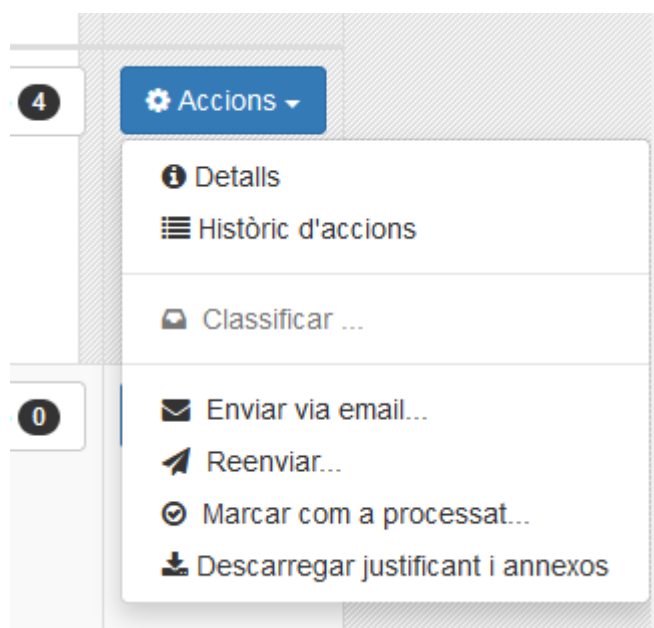 4
Accions
Detalls
Històric d'accions
Classificar ...
0
Enviar via email...
Reenviar...
Marcar com a processat...
Descarregar justificant i annexos